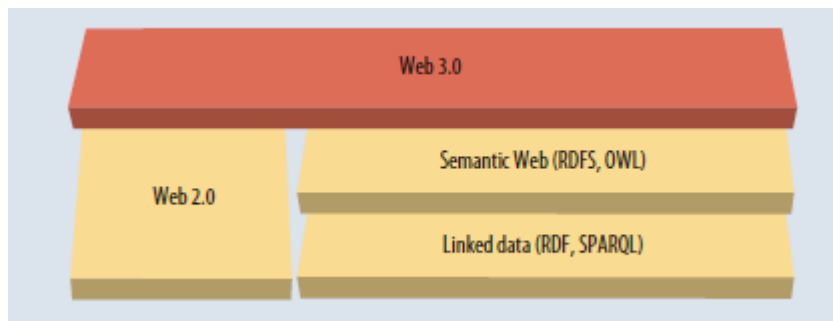 Web 3.0
Semantic Web (RDFS, OWL)
Web 2.0
Linked data (RDF, SPARQL)